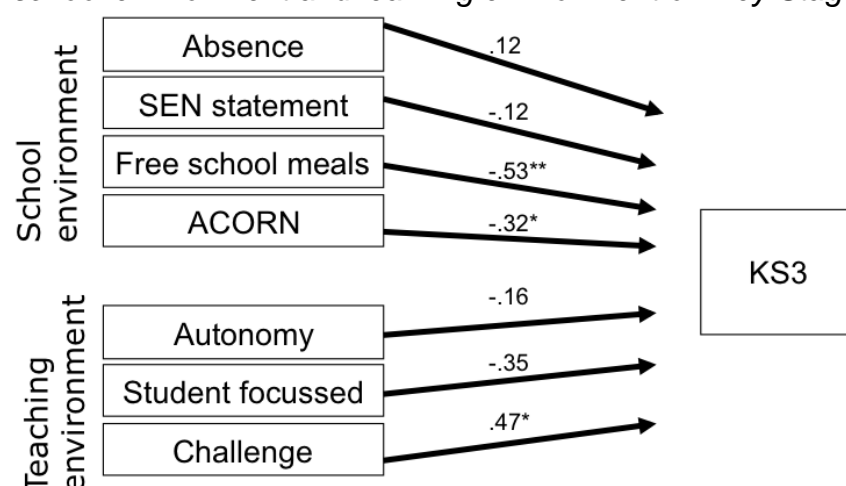 School environment
Absence
.12
SEN statement
-.12
Free school meals
-.53**
ACORN
-.32*
KS3
Teaching environment
Autonomy
-.16
Student focussed
-.35
Challenge
.47*